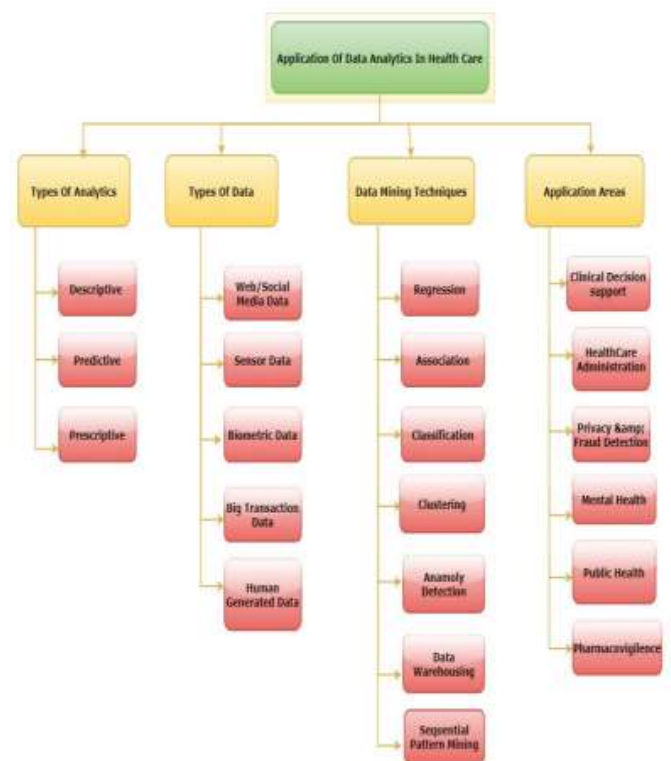 Application Of Data Analytics In Health Care
Types Of Analytics
Types Of Data
Data Mining Techniques
Application Areas
Descriptive
Predictive
Prescriptive
Web/Social
Media Data
Sensor Data
Biometric Data
Big Transaction
Data
Human
Generated Data
Regression
Association
Classification
Clustering
Anamoly
Detection
Data
Warehousing
Sequential
Pattern Mining
Clinical Decision
support
HealthCare
Administration
Privacy &amp;
Fraud Detection
Mental Health
Public Health
Pharmacovigilence